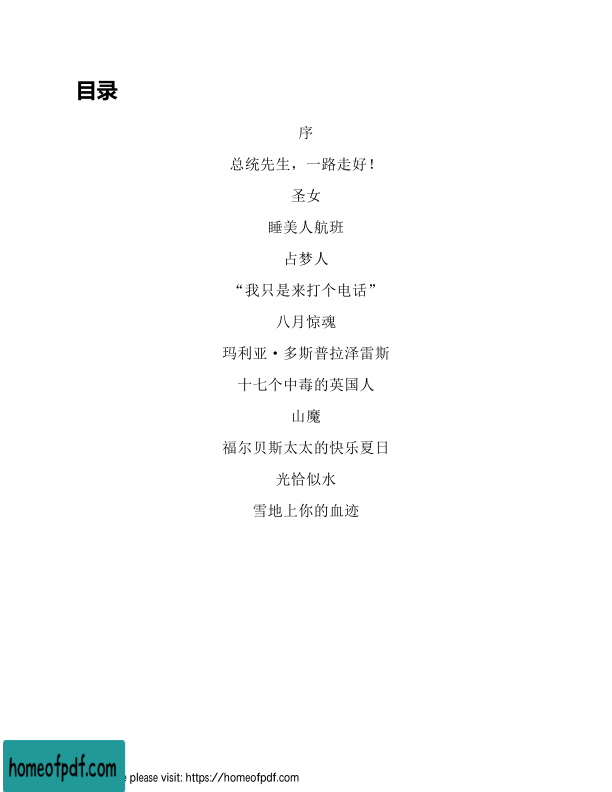 目录
序
总统先生，一路走好！
圣女
睡美人航班
占梦人
“我只是来打个电话”
八月惊魂
玛利亚·多斯普拉泽雷斯
十七个中毒的英国人
山魔
福尔贝斯太太的快乐夏日
光恰似水
雪地上你的血迹
homeofpdf.com
please visit: https://homeofpdf.com